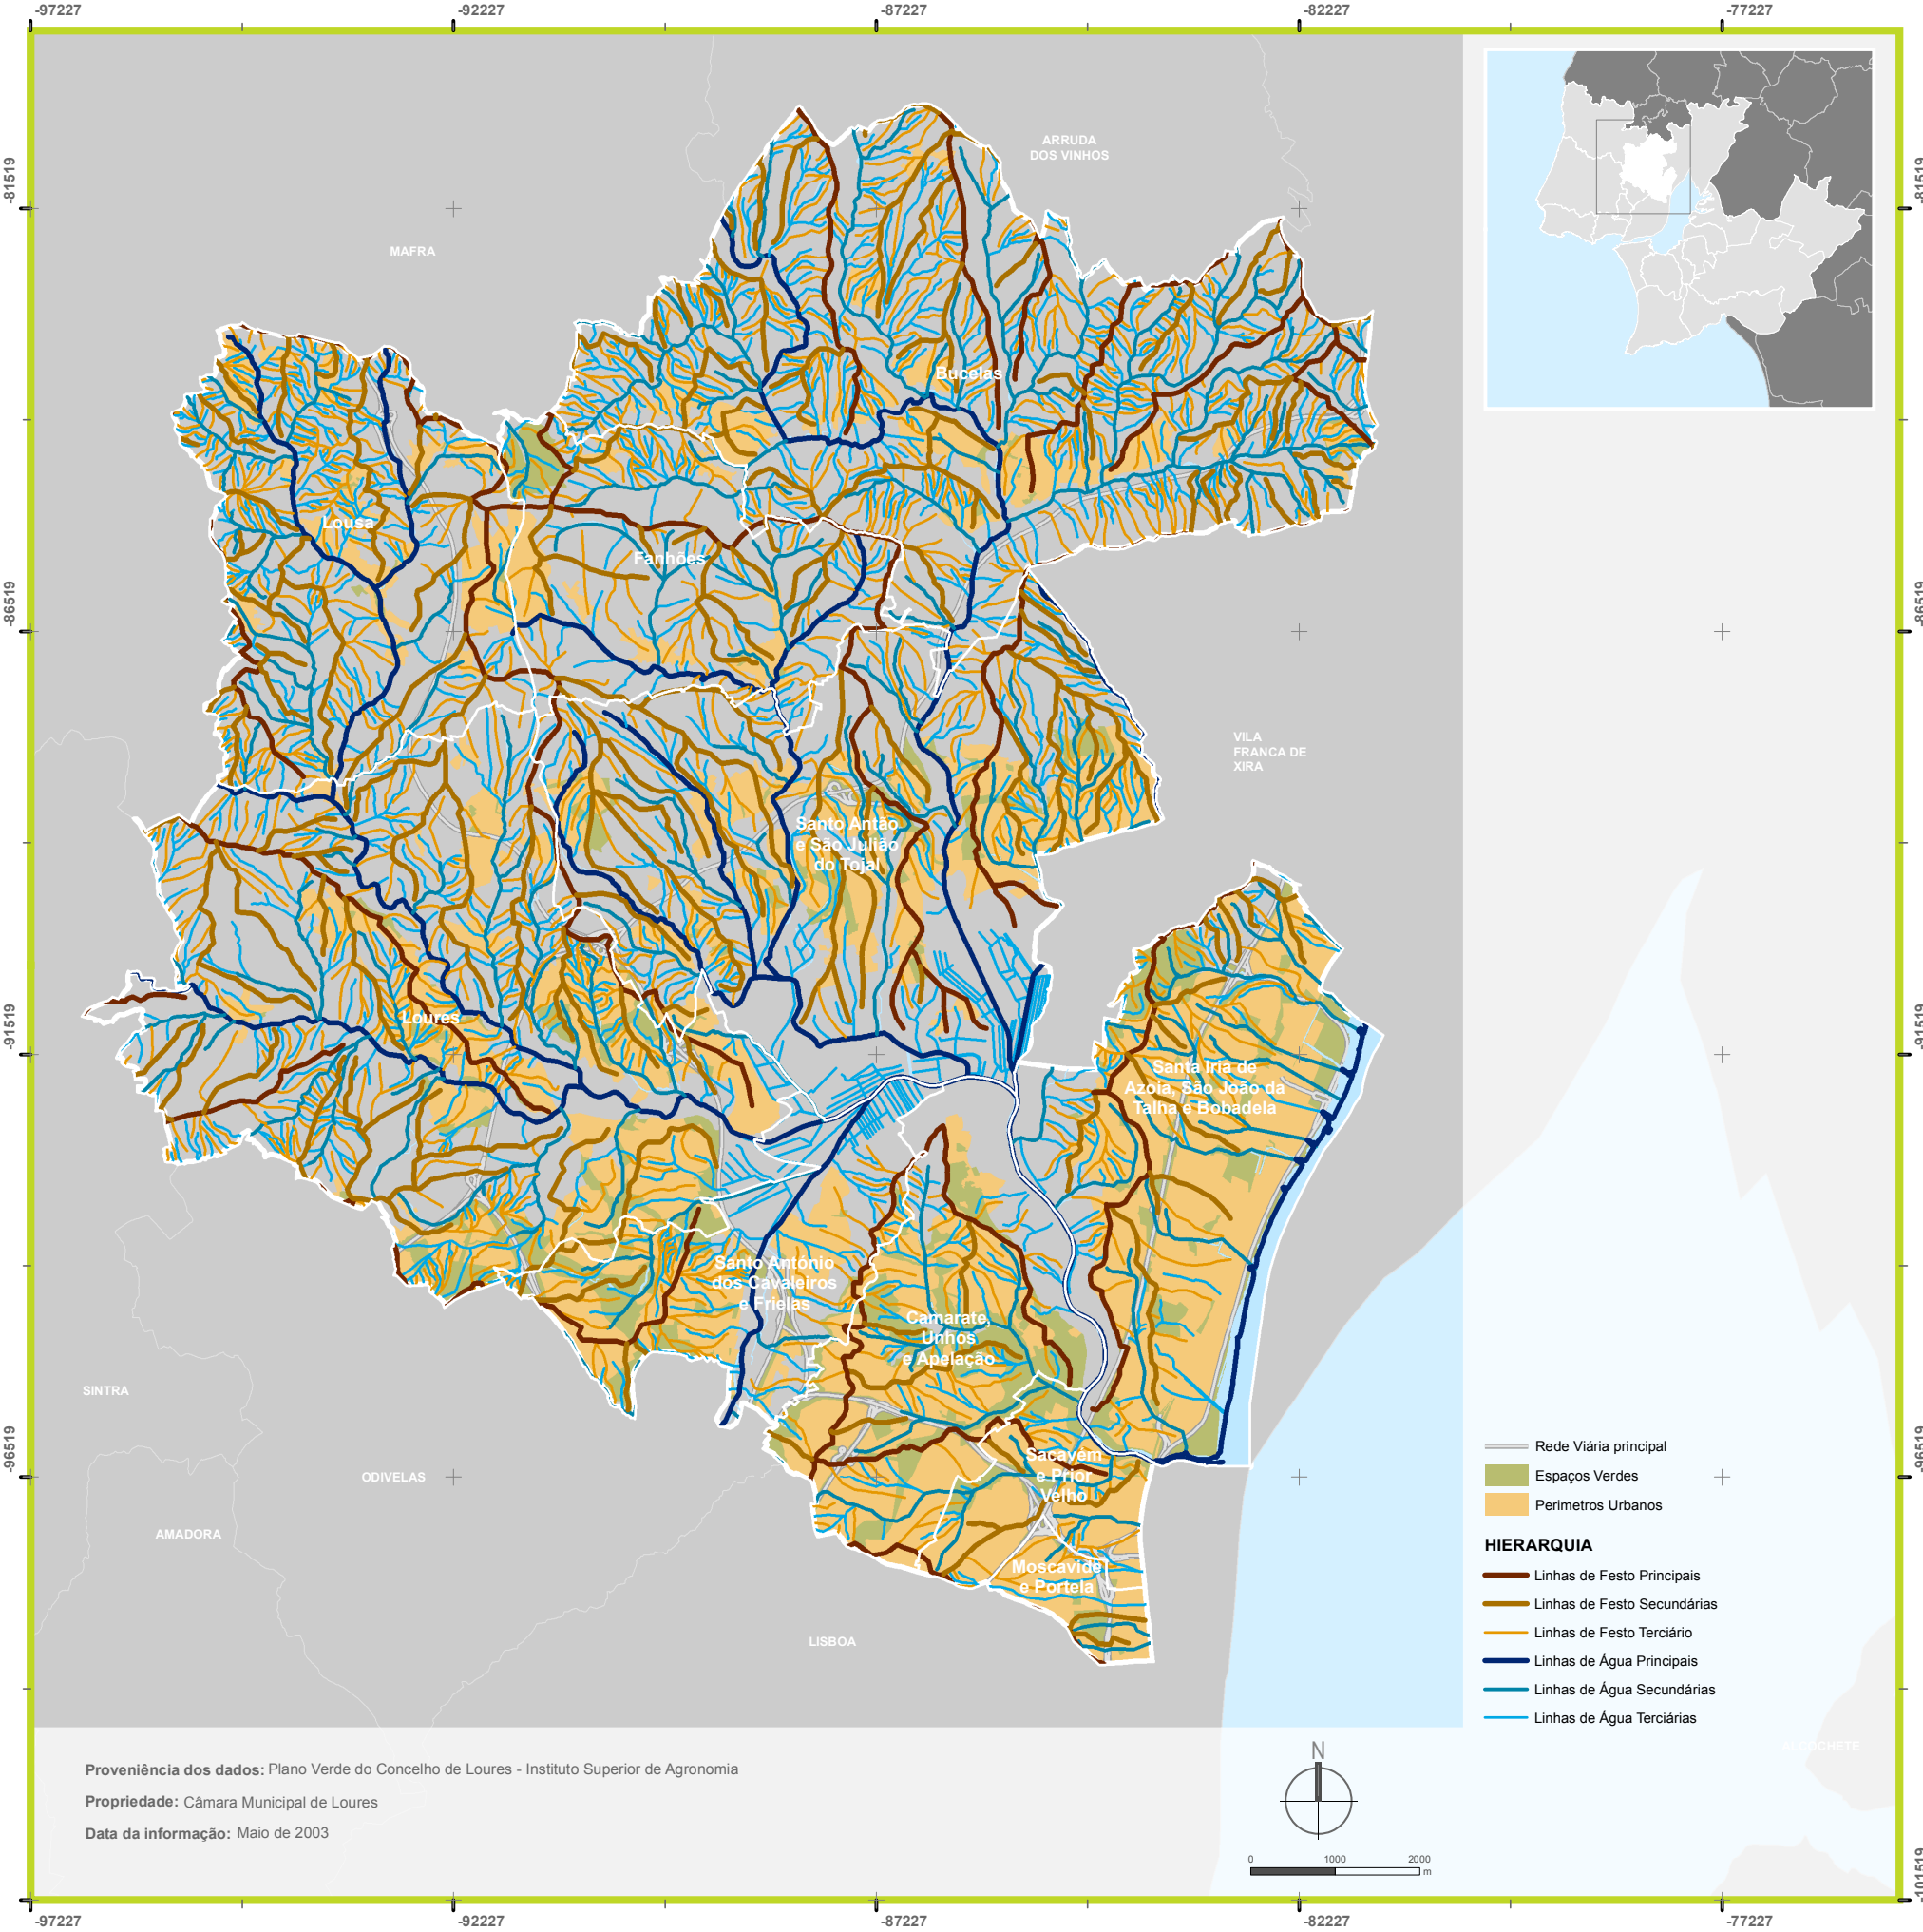 -97227
-92227
-87227
-82227
-77227
-81519
-81519
ARRUDA
DOS VINHOS
MAFRA
Bucelas
Lousa
Fanhões
-86519
-86519
VILA
FRANCA DE
XIRA
Santo Antão
e São Julião
do Tojal
Loures
-91519
-91519
Santa Iria de
Azoia, São João da
Talha e Bobadela
Santo António
dos Cavaleiros
e Frielas
Camarate,
Unhos
e Apelação
SINTRA
ODIVELAS
AMADORA
LISBOA
Sacavém
e Prior
Velho
Moscavide
e Portela
-96519
-96519
Rede Viária principal
Espaços Verdes
Perimetros Urbanos
HIERARQUIA
Linhas de Festo Principais
Linhas de Festo Secundárias
Linhas de Festo Terciário
Linhas de Água Principais
Linhas de Água Secundárias
Linhas de Água Terciárias
ALCOCHETE
Proveniência dos dados: Plano Verde do Concelho de Loures - Instituto Superior de Agronomia
Propriedade: Câmara Municipal de Loures
Data da informação: Maio de 2003
N
0 1000 2000
m
-101519
-97227
-92227
-87227
-82227
-77227